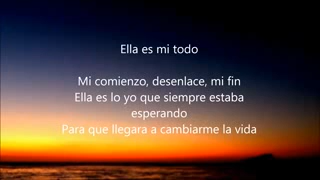 Ella es mi todo
Mi comienzo, desenlace, mi fin
Ella es lo yo que siempre estaba
esperando
Para que llegara a cambiarme la vida